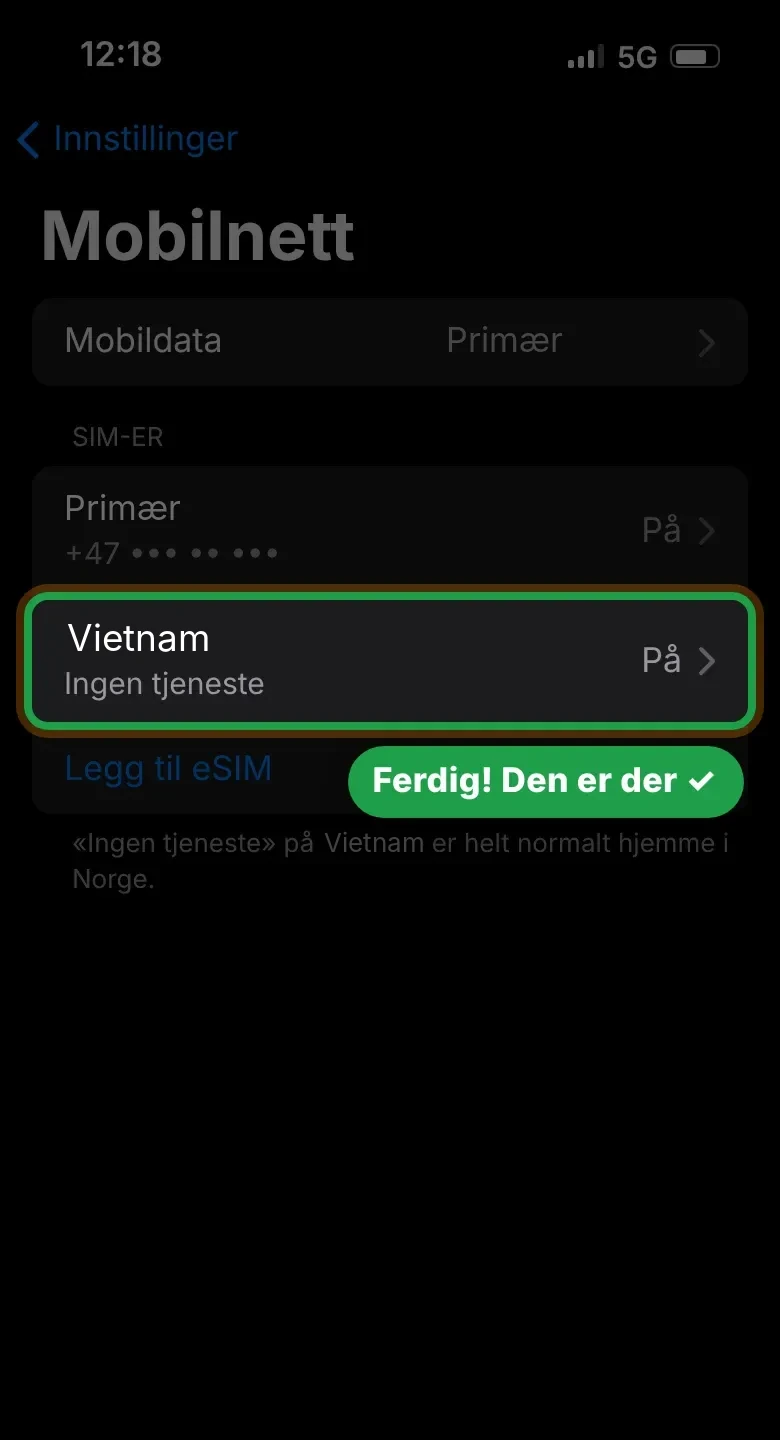 12:18
5G
Innstillinger
Mobilnett
Mobildata Primær
SIM-ER
Primær
+47 ••• •• •••
På
Vietnam
Ingen tjeneste
På
Legg til eSIM
Ferdig! Den er der ✓
«Ingen tjeneste» på Vietnam er helt normalt hjemme i
Norge.